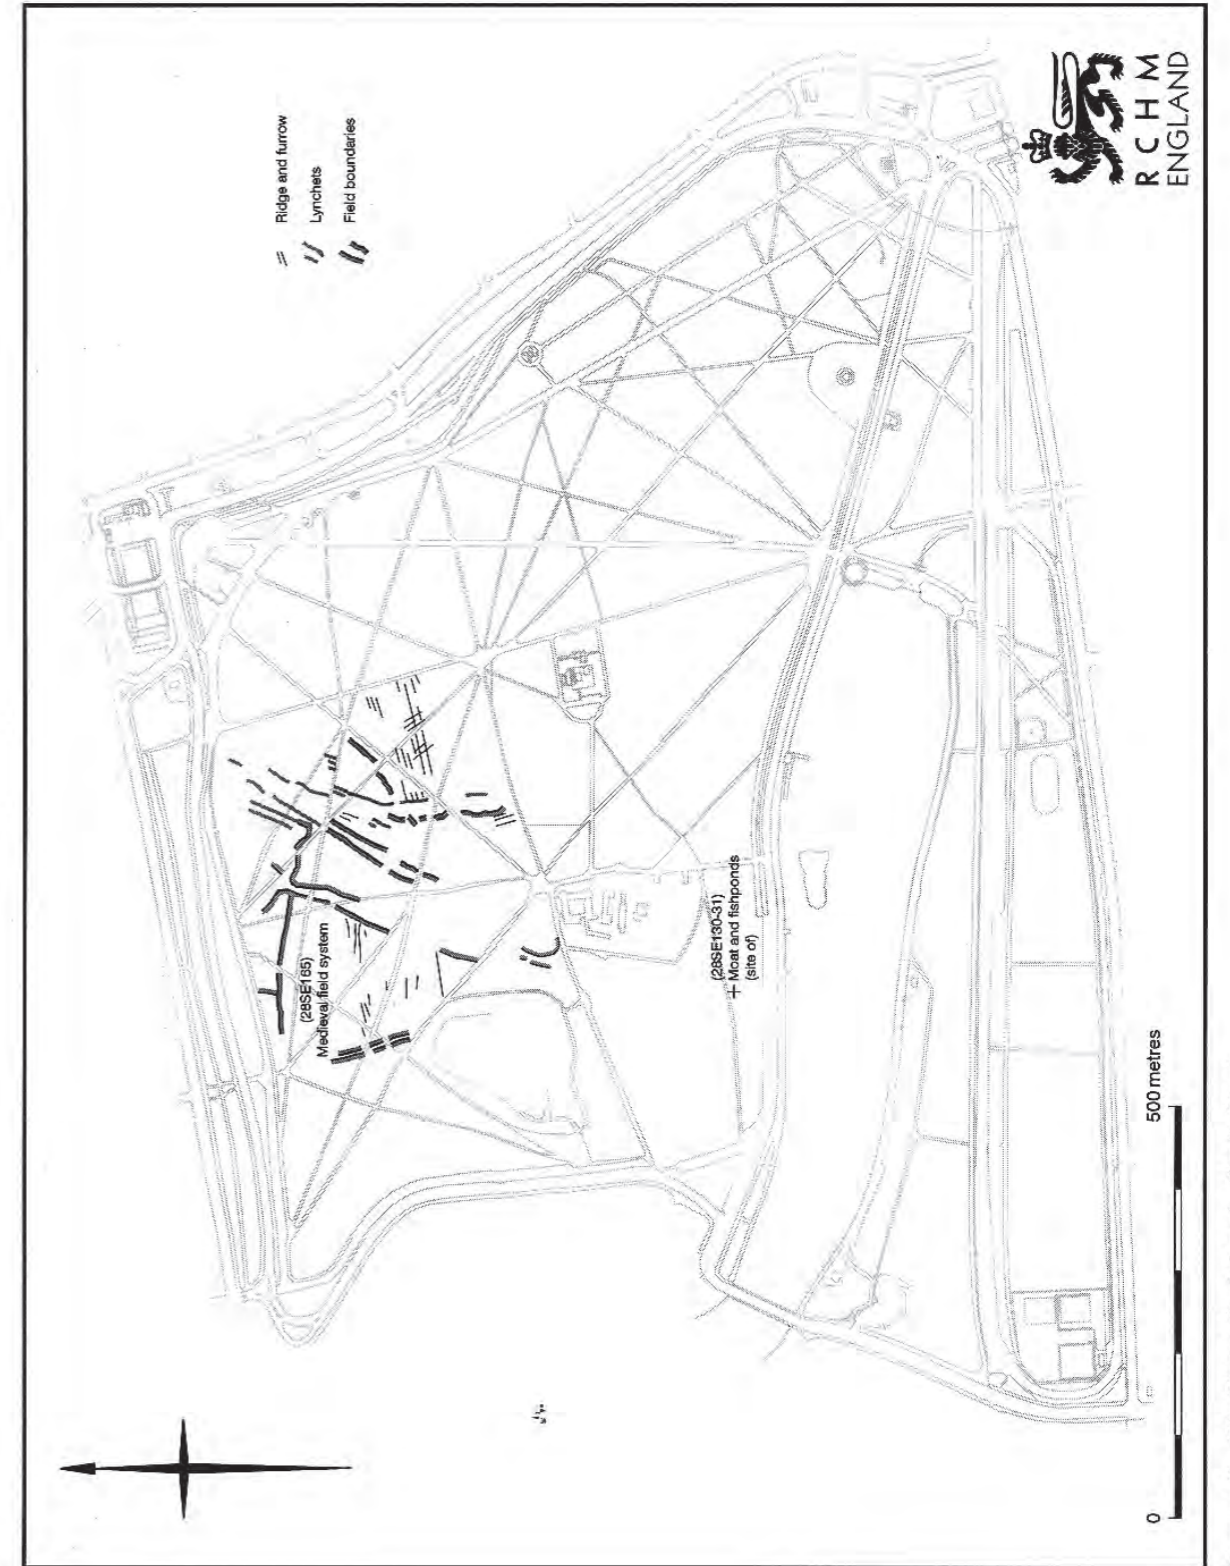 Ridge and furrow
Lynchets
Field boundaries
R C H M
ENGLAND
(28SE165)
Medieval field system
(28SE130-31)
Moat and fishponds
(site of)
0
500 metres